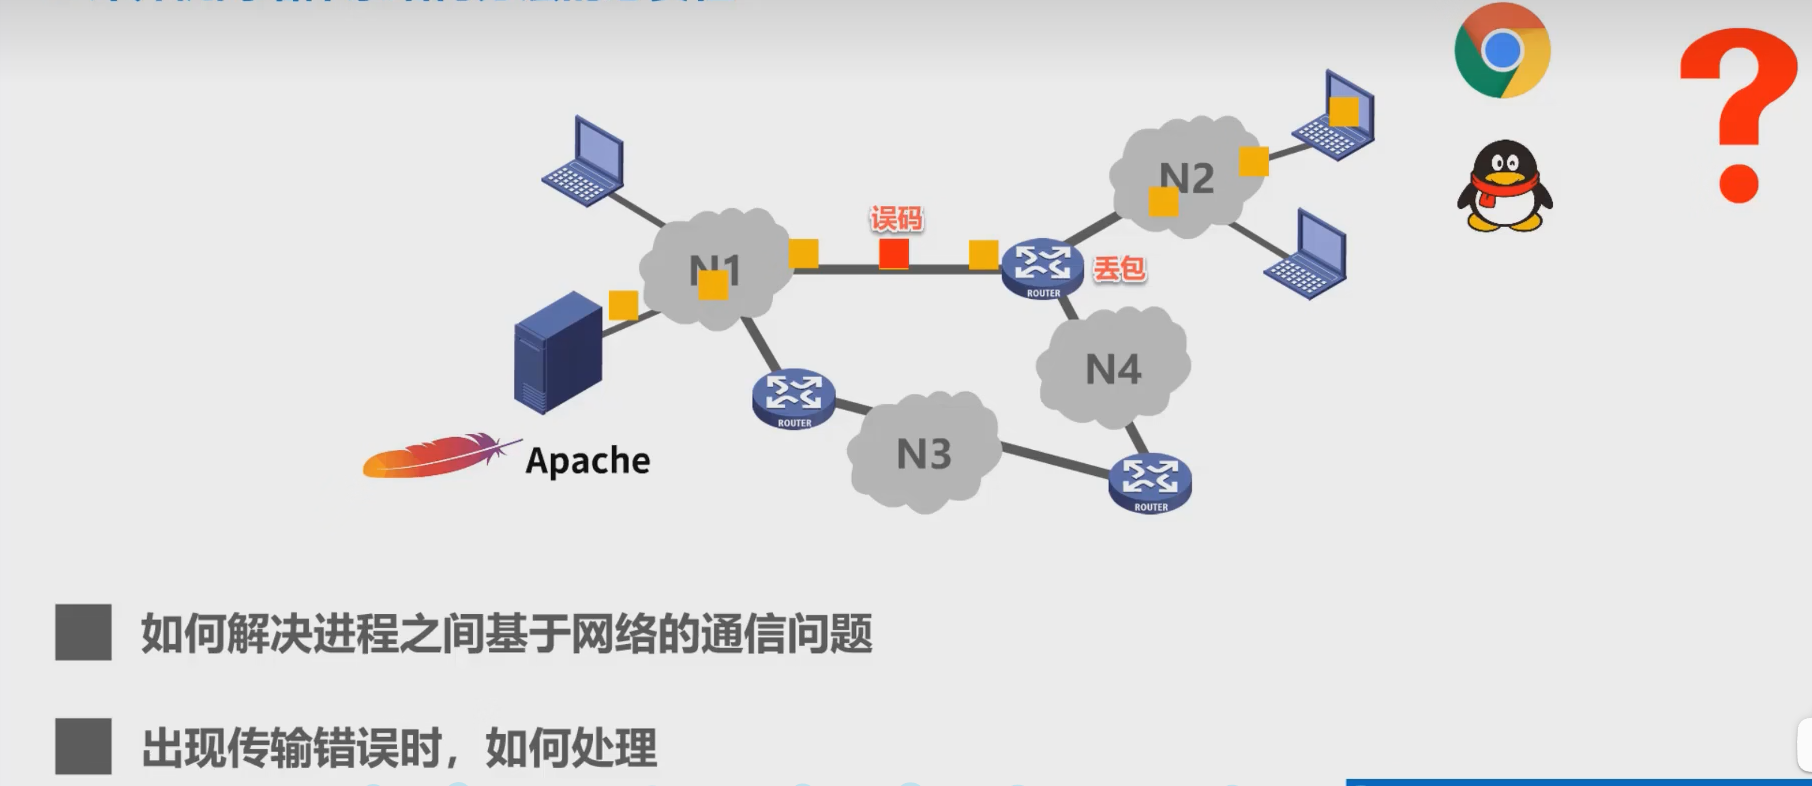 误码
N2
N1
丢包
ROUTER
N4
ROUTER
N3
Apache
ROUTER
如何解决进程之间基于网络的通信问题
出现传输错误时，如何处理